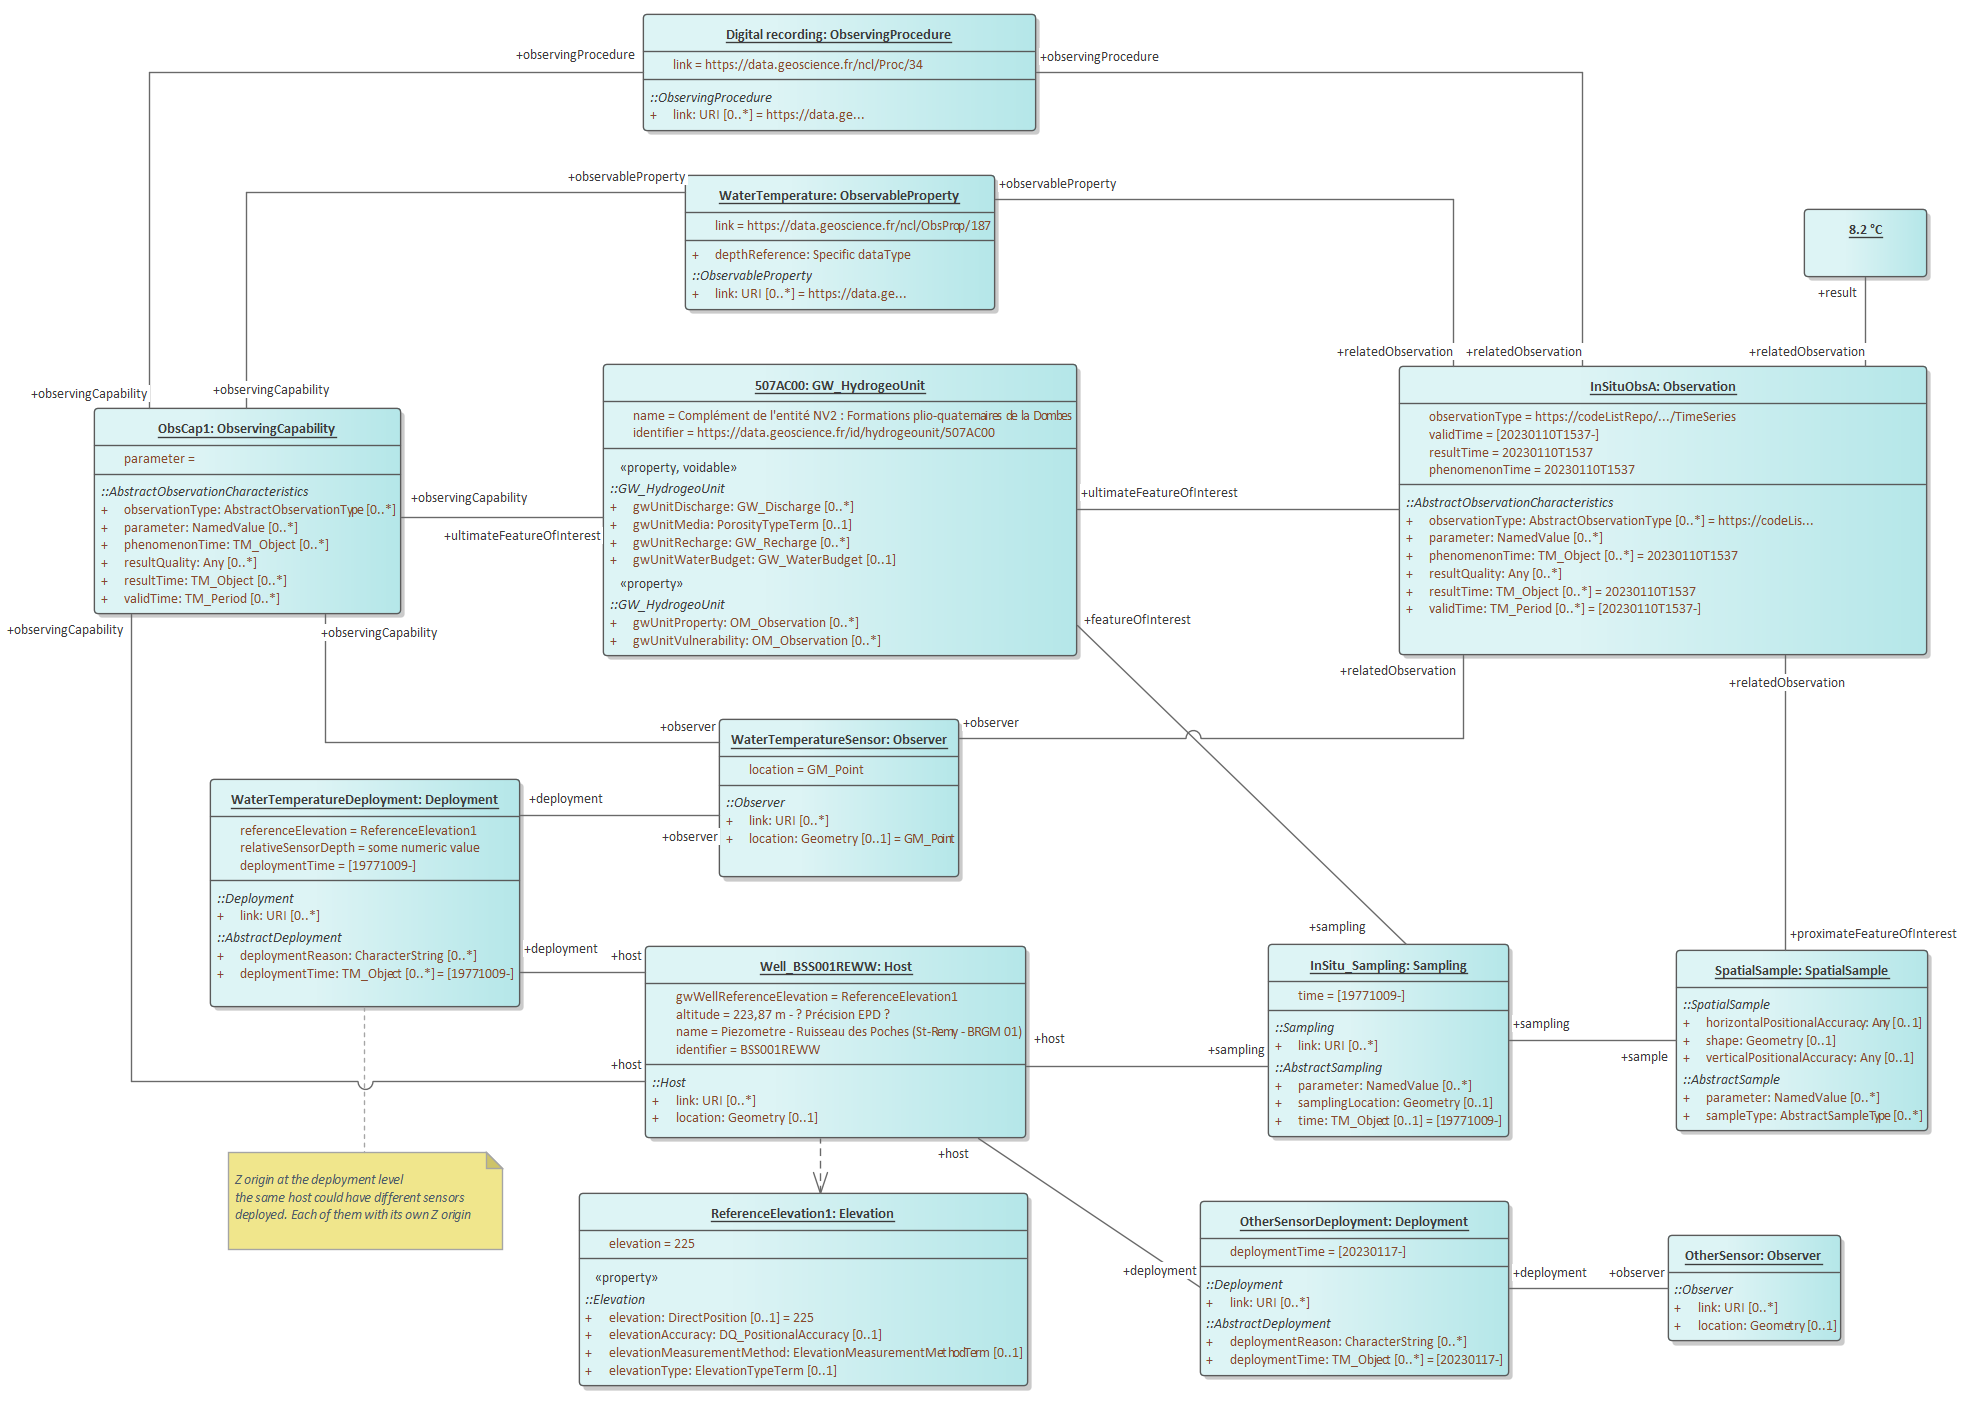 Digital recording: ObservingProcedure
link = https://data.geoscience.fr/ncl/Proc/34
::ObservingProcedure
+ link: URI [0..*] = https://data.ge...
+observingProcedure
+observingProcedure
+observableProperty
+observableProperty
WaterTemperature: ObservableProperty
link = https://data.geoscience.fr/ncl/ObsProp/187
+ depthReference: Specific dataType
::ObservableProperty
+ link: URI [0..*] = https://data.ge...
8.2 °C
+result
+relatedObservation
+relatedObservation
+relatedObservation
+observingCapability
+observingCapability
ObsCap1: ObservingCapability
parameter =
::AbstractObservationCharacteristics
+ observationType: AbstractObservationType [0..*]
+ parameter: NamedValue [0..*]
+ phenomenonTime: TM_Object [0..*]
+ resultQuality: Any [0..*]
+ resultTime: TM_Object [0..*]
+ validTime: TM_Period [0..*]
+observingCapability
+ultimateFeatureOfInterest
507AC00: GW_HydrogeoUnit
name = Complément de l'entité NV2 : Formations plio-quaternaires de la Dombes
identifier = https://data.geoscience.fr/id/hydrogeounit/507AC00
«property, voidable»
::GW_HydrogeoUnit
+ gwUnitDischarge: GW_Discharge [0..*]
+ gwUnitMedia: PorosityTypeTerm [0..1]
+ gwUnitRecharge: GW_Recharge [0..*]
+ gwUnitWaterBudget: GW_WaterBudget [0..1]
«property»
::GW_HydrogeoUnit
+ gwUnitProperty: OM_Observation [0..*]
+ gwUnitVulnerability: OM_Observation [0..*]
+ultimateFeatureOfInterest
+featureOfInterest
InSituObsA: Observation
observationType = https://codeListRepo/.../TimeSeries
validTime = [20230110T1537-]
resultTime = 20230110T1537
phenomenonTime = 20230110T1537
::AbstractObservationCharacteristics
+ observationType: AbstractObservationType [0..*] = https://codeLis...
+ parameter: NamedValue [0..*]
+ phenomenonTime: TM_Object [0..*] = 20230110T1537
+ resultQuality: Any [0..*]
+ resultTime: TM_Object [0..*] = 20230110T1537
+ validTime: TM_Period [0..*] = [20230110T1537-]
+observingCapability
+observingCapability
+relatedObservation
+relatedObservation
+observer
+observer
WaterTemperatureSensor: Observer
location = GM_Point
::Observer
+ link: URI [0..*]
+ location: Geometry [0..1] = GM_Point
+deployment
+observer
WaterTemperatureDeployment: Deployment
referenceElevation = ReferenceElevation1
relativeSensorDepth = some numeric value
deploymentTime = [19771009-]
::Deployment
+ link: URI [0..*]
::AbstractDeployment
+ deploymentReason: CharacterString [0..*]
+ deploymentTime: TM_Object [0..*] = [19771009-]
+deployment
+host
+host
Well_BSS001REWW: Host
gwWellReferenceElevation = ReferenceElevation1
altitude = 223,87 m - ? Précision EPD ?
name = Piezometre - Ruisseau des Poches (St-Remy - BRGM 01)
identifier = BSS001REWW
::Host
+ link: URI [0..*]
+ location: Geometry [0..1]
+host
+sampling
+sampling
InSitu_Sampling: Sampling
time = [19771009-]
::Sampling
+ link: URI [0..*]
::AbstractSampling
+ parameter: NamedValue [0..*]
+ samplingLocation: Geometry [0..1]
+ time: TM_Object [0..1] = [19771009-]
+sampling
+sample
+proximateFeatureOfInterest
SpatialSample: SpatialSample
::SpatialSample
+ horizontalPositionalAccuracy: Any [0..1]
+ shape: Geometry [0..1]
+ verticalPositionalAccuracy: Any [0..1]
::AbstractSample
+ parameter: NamedValue [0..*]
+ sampleType: AbstractSampleType [0..*]
Z origin at the deployment level
the same host could have different sensors
deployed. Each of them with its own Z origin
+host
ReferenceElevation1: Elevation
elevation = 225
«property»
::Elevation
+ elevation: DirectPosition [0..1] = 225
+ elevationAccuracy: DQ_PositionalAccuracy [0..1]
+ elevationMeasurementMethod: ElevationMeasurementMethodTerm [0..1]
+ elevationType: ElevationTypeTerm [0..1]
+deployment
OtherSensorDeployment: Deployment
deploymentTime = [20230117-]
::Deployment
+ link: URI [0..*]
::AbstractDeployment
+ deploymentReason: CharacterString [0..*]
+ deploymentTime: TM_Object [0..*] = [20230117-]
+deployment
+observer
OtherSensor: Observer
::Observer
+ link: URI [0..*]
+ location: Geometry [0..1]